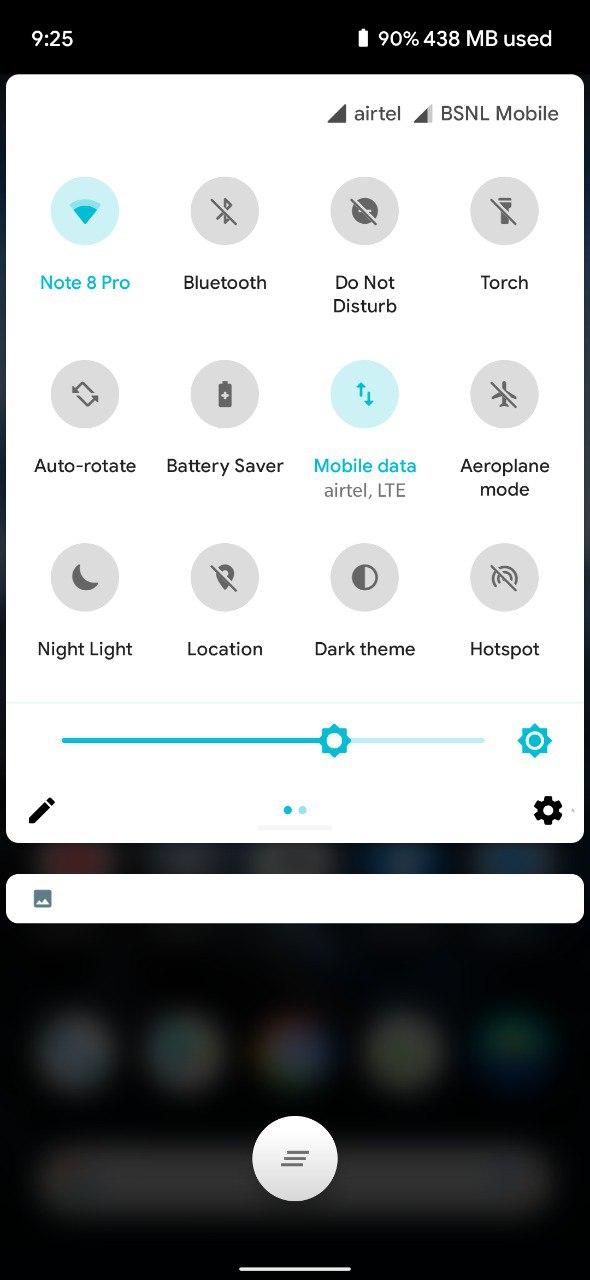 9:25 90% 438 MB used
airtel BSNL Mobile
Note 8 Pro Bluetooth Do Not Torch
Disturb
Auto-rotate Battery Saver Mobile data Aeroplane
airtel, LTE mode
Night Light Location Dark theme Hotspot